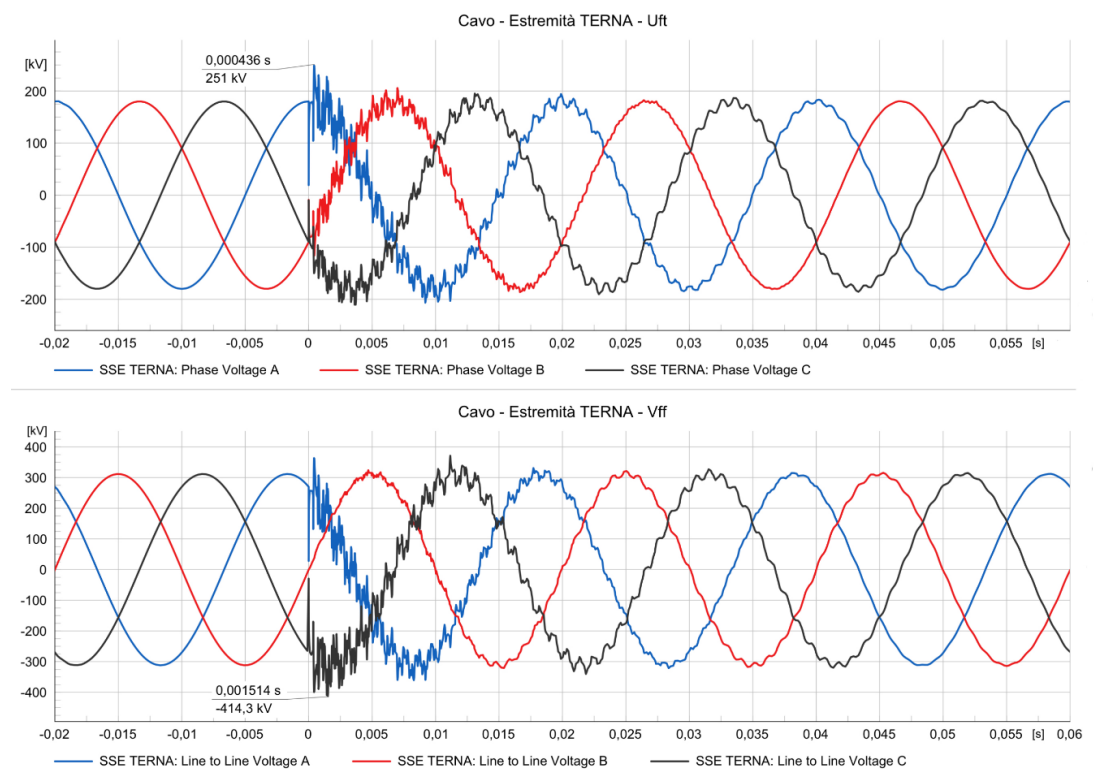 Cavo - Estremità TERNA - Uft
[kV]
0,000436 s
251 kV
200
100
0
-100
-200
-0,02 -0,015 -0,01 -0,005 0 0,005 0,01 0,015 0,02 0,025 0,03 0,035 0,04 0,045 0,05 0,055 [s]
SSE TERNA: Phase Voltage A SSE TERNA: Phase Voltage B SSE TERNA: Phase Voltage C
Cavo - Estremità TERNA - Vff
[kV]
400
300
200
100
0
-100
-200
-300
-400
0,001514 s
-414,3 kV
-0,02 -0,015 -0,01 -0,005 0 0,005 0,01 0,015 0,02 0,025 0,03 0,035 0,04 0,045 0,05 0,055 [s] 0,06
SSE TERNA: Line to Line Voltage A SSE TERNA: Line to Line Voltage B SSE TERNA: Line to Line Voltage C